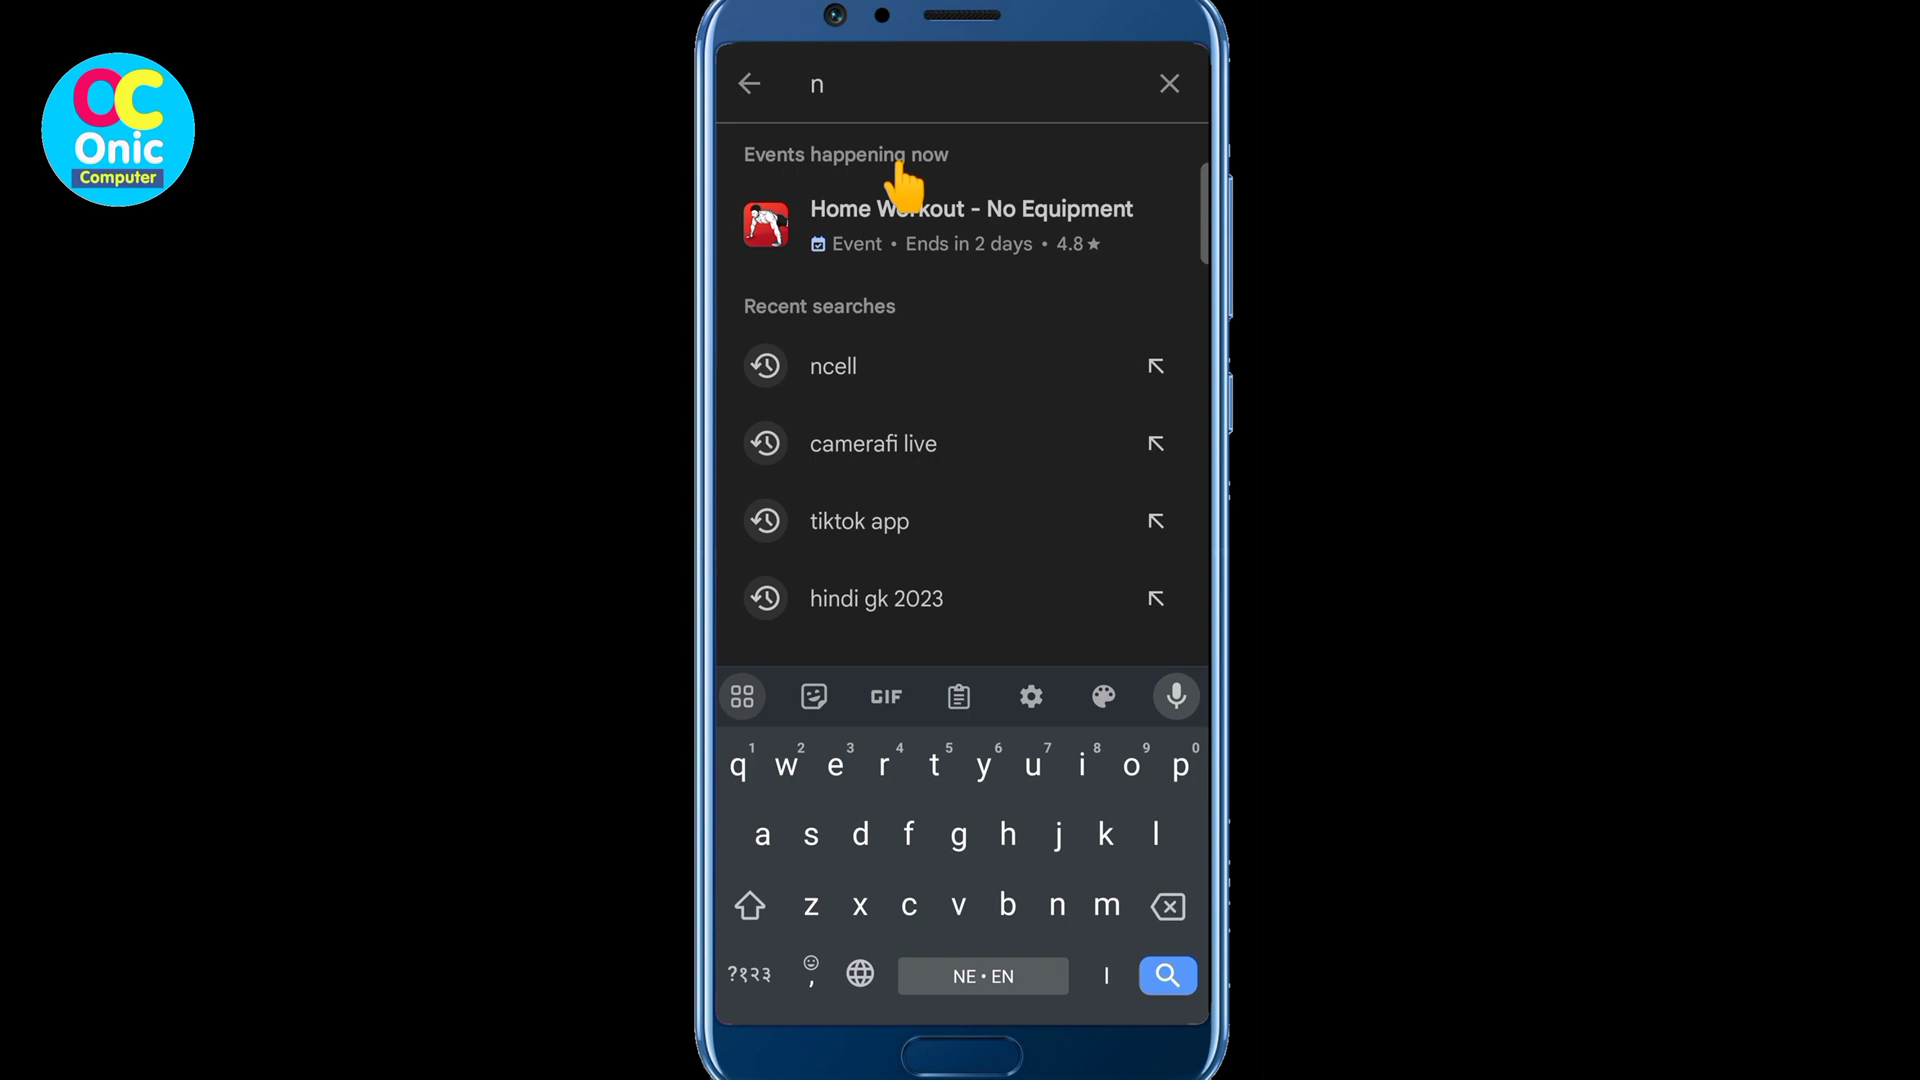 OC
Onic
Computer
n
Events happening now
Home Workout - No Equipment
Event • Ends in 2 days • 4.8★
Recent searches
ncell
camerafi live
tiktok app
hindi gk 2023
GIF
1 2 3 4 5 6 7 8 9 0
q w e r t y u i o p
a s d f g h j k l
z x c v b n m
?१२३ , NE • EN ।